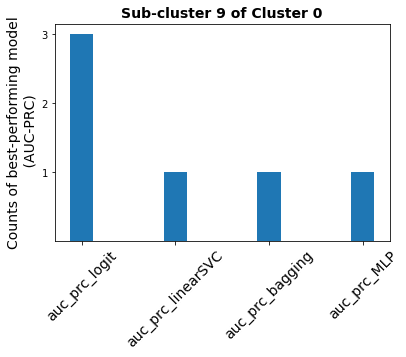 Sub-cluster 9 of Cluster 0
Counts of best-performing model
(AUC-PRC)
3
2
1
auc_prc_logit
auc_prc_linearSVC
auc_prc_bagging
auc_prc_MLP